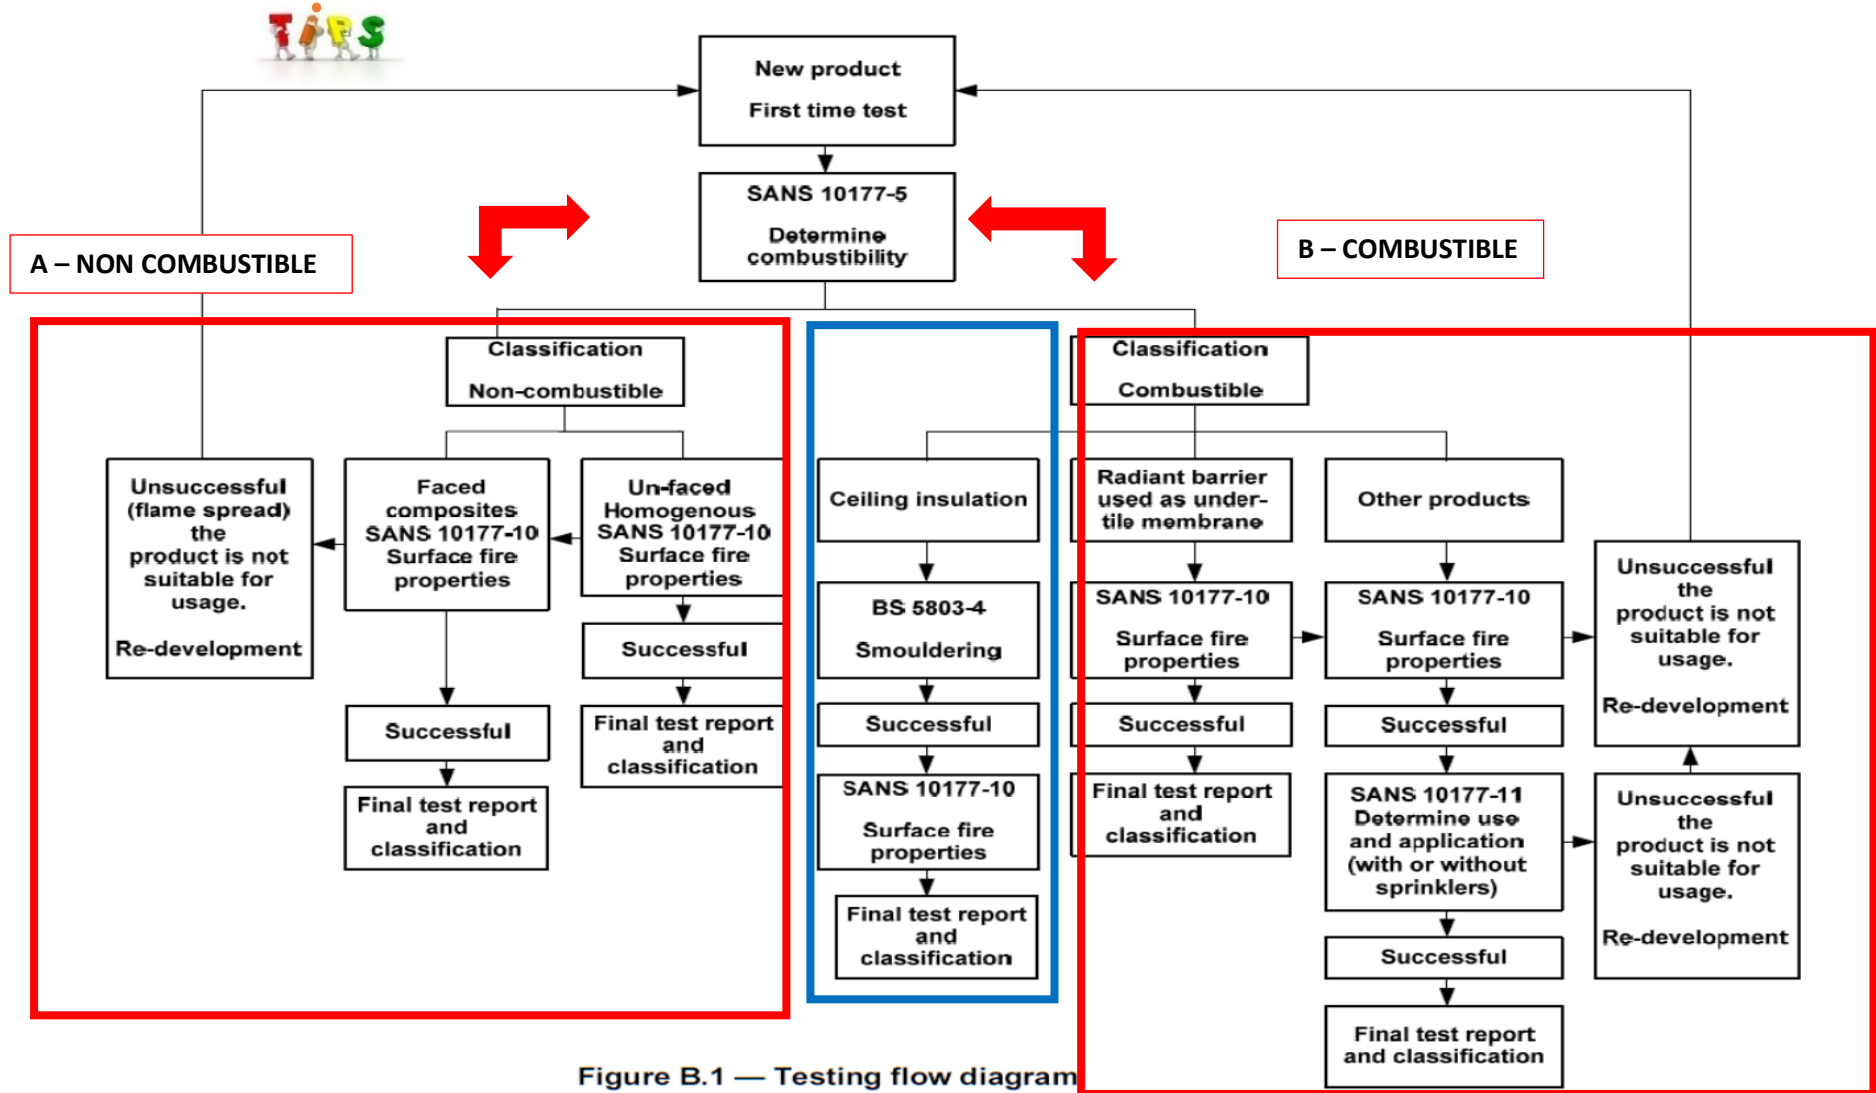 TiPS
New product
First time test
SANS 10177-5
Determine
combustibility
A – NON COMBUSTIBLE
B – COMBUSTIBLE
Classification
Non-combustible
Classification
Combustible
Unsuccessful
(flame spread)
the
product is not
suitable for
usage.
Re-development
Faced
composites
SANS 10177-10
Surface fire
properties
Un-faced
Homogenous
SANS 10177-10
Surface fire
properties
Successful
Final test report
and
classification
Successful
Final test report
and
classification
Ceiling insulation
BS 5803-4
Smouldering
Successful
SANS 10177-10
Surface fire
properties
Final test report
and
classification
Radiant barrier
used as under-
tile membrane
SANS 10177-10
Surface fire
properties
Successful
Final test report
and
classification
Other products
SANS 10177-10
Surface fire
properties
Successful
SANS 10177-11
Determine use
and application
(with or without
sprinklers)
Successful
Final test report
and classification
Unsuccessful
the
product is not
suitable for
usage.
Re-development
Unsuccessful
the
product is not
suitable for
usage.
Re-development
Figure B.1 — Testing flow diagram